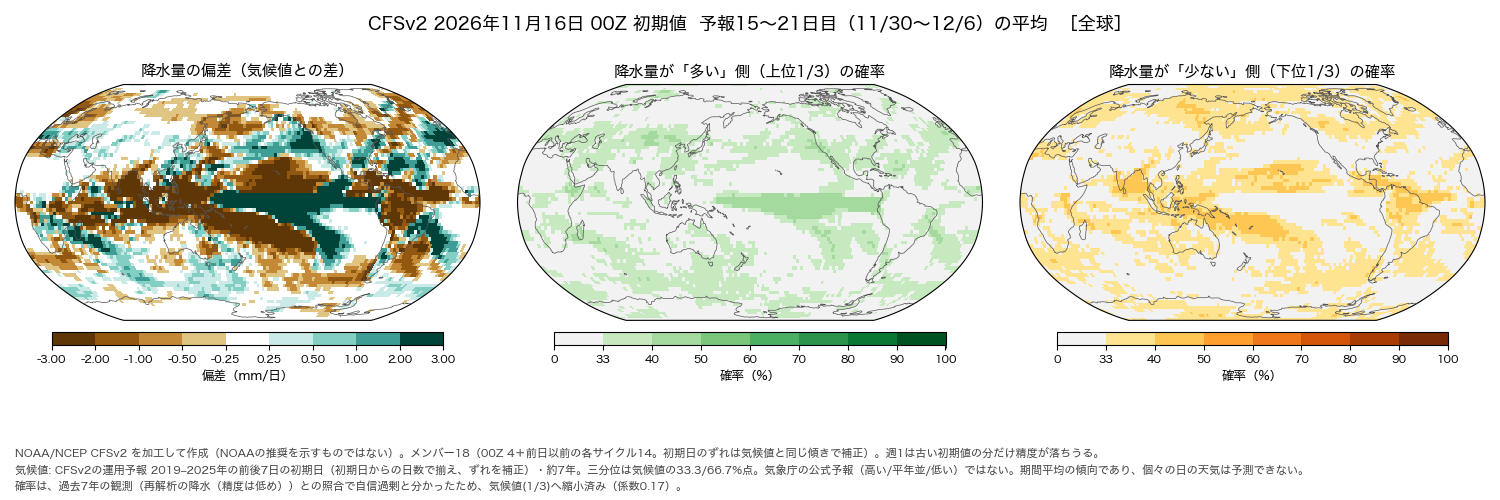 CFSv2 2026年11月16日 00Z 初期値  予報15〜21日目（11/30〜12/6）の平均  ［全球］
降水量の偏差（気候値との差）
降水量が「多い」側（上位1/3）の確率
降水量が「少ない」側（下位1/3）の確率
-3.00 -2.00 -1.00 -0.50 -0.25 0.25 0.50 1.00 2.00 3.00
偏差（mm/日）
0 33 40 50 60 70 80 90 100
確率（%）
0 33 40 50 60 70 80 90 100
確率（%）
NOAA/NCEP CFSv2 を加工して作成（NOAAの推奨を示すものではない）。メンバー18（00Z 4＋前日以前の各サイクル14。初期日のずれは気候値と同じ傾きで補正）。週1は古い初期値の分だけ精度が落ちうる。
気候値: CFSv2の運用予報 2019–2025年の前後7日の初期日（初期日からの日数で揃え、ずれを補正）・約7年。三分位は気候値の33.3/66.7%点。気象庁の公式予報（高い/平年並/低い）ではない。期間平均の傾向であり、個々の日の天気は予測できない。
確率は、過去7年の観測（再解析の降水（精度は低め））との照合で自信過剰と分かったため、気候値(1/3)へ縮小済み（係数0.17）。